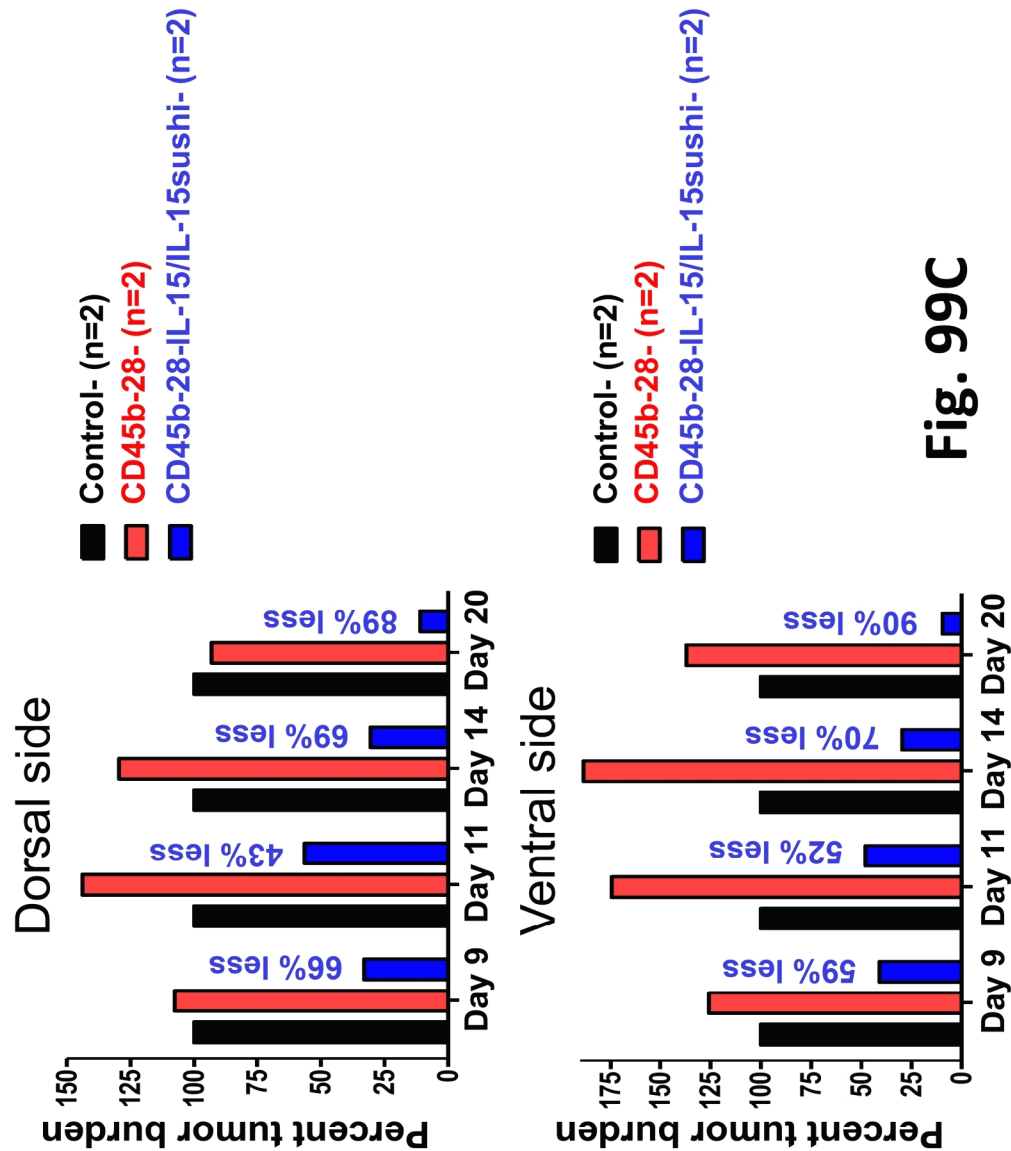 Dorsal side
Percent tumor burden
150
125
100
75
50
25
0
66% less
43% less
69% less
89% less
Day 9
Day 11
Day 14
Day 20
Control- (n=2)
CD45b-28- (n=2)
CD45b-28-IL-15/IL-15sushi- (n=2)
Ventral side
Percent tumor burden
175
150
125
100
75
50
25
0
59% less
52% less
70% less
90% less
Day 9
Day 11
Day 14
Day 20
Control- (n=2)
CD45b-28- (n=2)
CD45b-28-IL-15/IL-15sushi- (n=2)
Fig. 99C